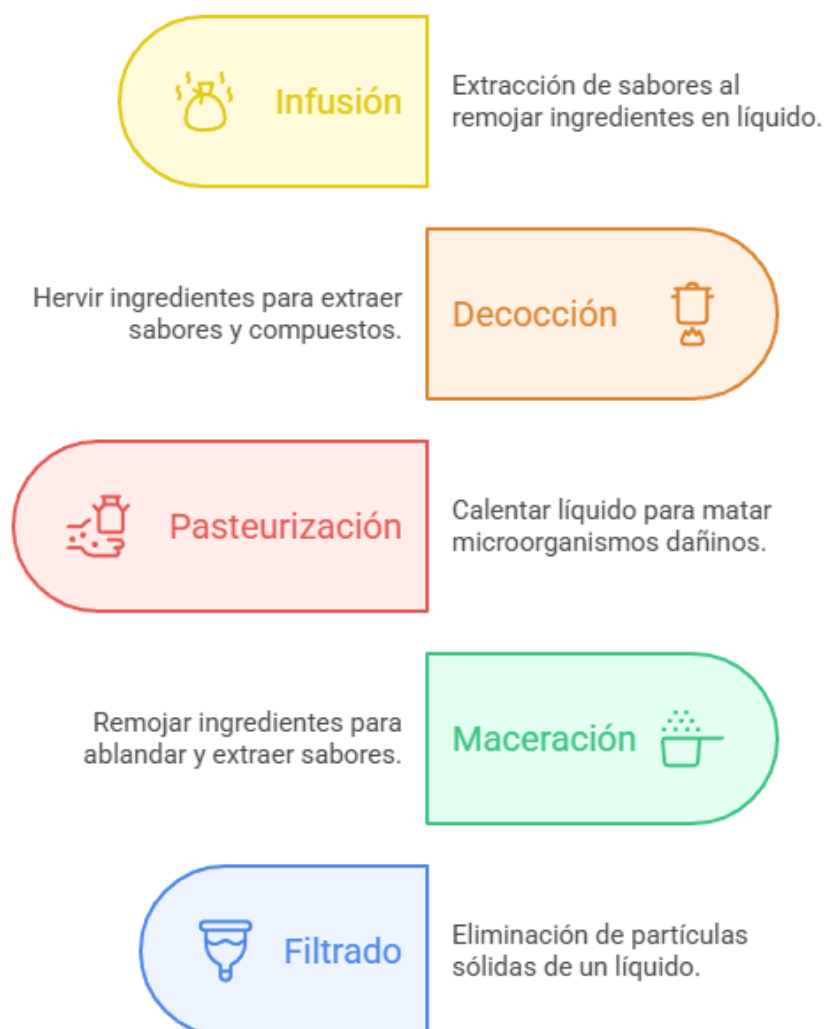 Infusión
Extracción de sabores al
remojar ingredientes en líquido.
Hervir ingredientes para extraer
sabores y compuestos.
Decocción
Pasteurización
Calentar líquido para matar
microorganismos dañinos.
Remojar ingredientes para
ablandar y extraer sabores.
Maceración
Filtrado
Eliminación de partículas
sólidas de un líquido.